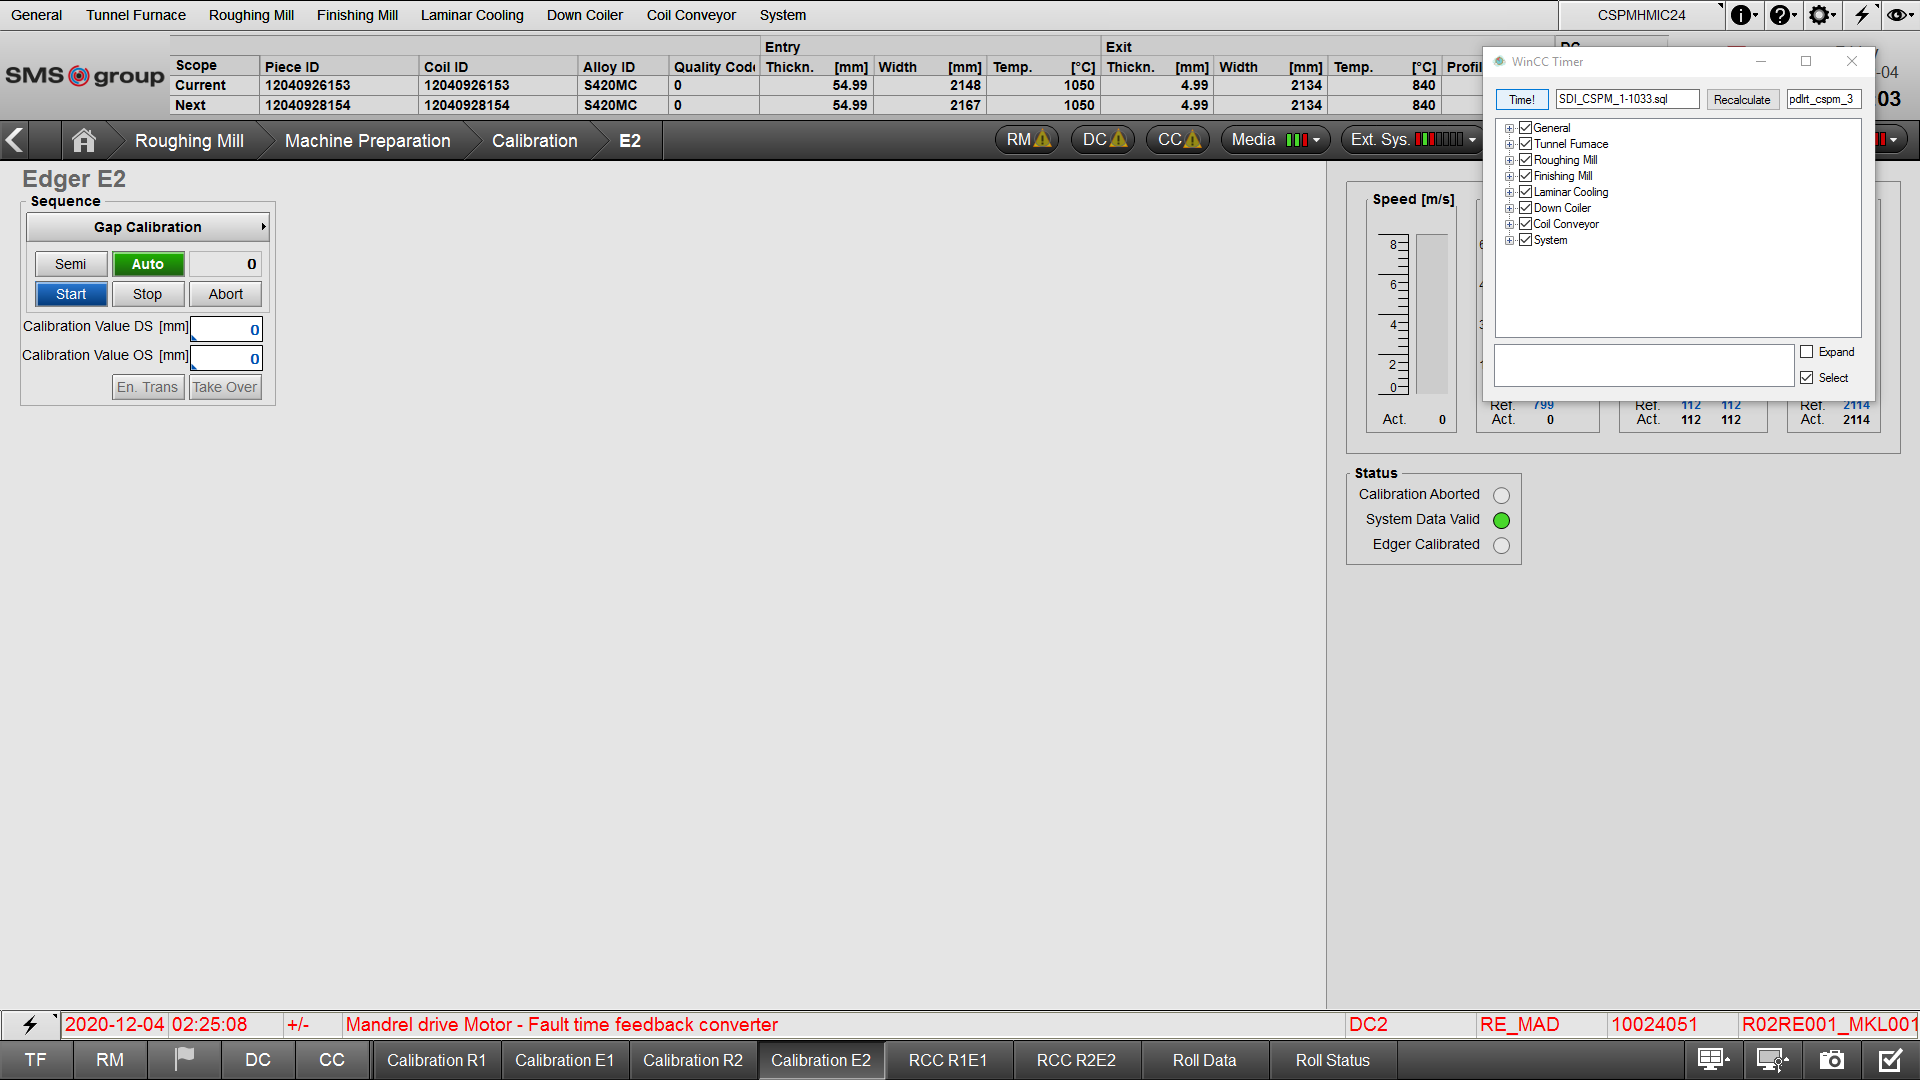 General Tunnel Furnace Roughing Mill Finishing Mill Laminar Cooling Down Coiler Coil Conveyor System CSPMHMIC24
SMS group
Entry Exit
Scope Piece ID Coil ID Alloy ID Quality Code Thickn. [mm] Width [mm] Temp. [°C] Thickn. [mm] Width [mm] Temp. [°C]
Current 12040926153 12040926153 S420MC 0 54.99 2148 1050 4.99 2134 840
Next 12040928154 12040928154 S420MC 0 54.99 2167 1050 4.99 2134 840
-04
03
Roughing Mill Machine Preparation Calibration E2 RM DC CC Media Ext. Sys.
WinCC Timer
Time! SDI_CSPM_1-1033.sql Recalculate pdlrt_cspm_3
General
Tunnel Furnace
Roughing Mill
Finishing Mill
Laminar Cooling
Down Coiler
Coil Conveyor
System
Expand
Select
Edger E2
Sequence
Gap Calibration
Semi Auto 0
Start Stop Abort
Calibration Value DS [mm] 0
Calibration Value OS [mm] 0
En. Trans Take Over
Speed [m/s]
8
6
4
2
0
Act. 0
Ref. 799
Act. 0
Ref. 112 112
Act. 112 112
Ref. 2114
Act. 2114
Status
Calibration Aborted
System Data Valid
Edger Calibrated
2020-12-04 02:25:08 +/- Mandrel drive Motor - Fault time feedback converter DC2 RE_MAD 10024051 R02RE001_MKL001
TF RM DC CC Calibration R1 Calibration E1 Calibration R2 Calibration E2 RCC R1E1 RCC R2E2 Roll Data Roll Status